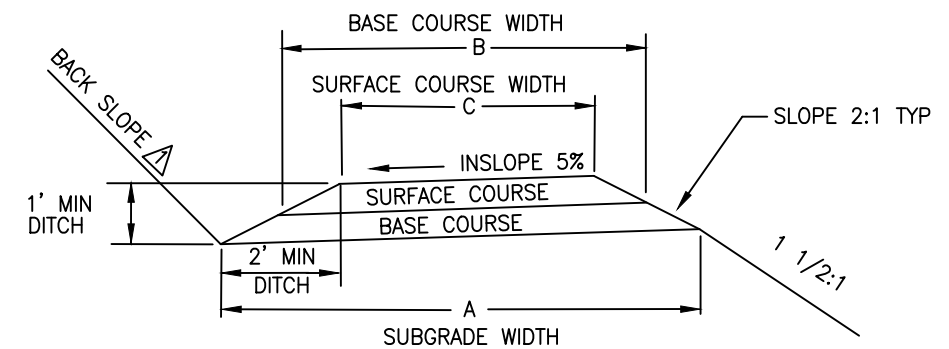 BASE COURSE WIDTH
B
SURFACE COURSE WIDTH
C
BACK SLOPE 1
SLOPE 2:1 TYP
INSLOPE 5%
SURFACE COURSE
1' MIN
DITCH
BASE COURSE
2' MIN
DITCH
1 1/2:1
A
SUBGRADE WIDTH